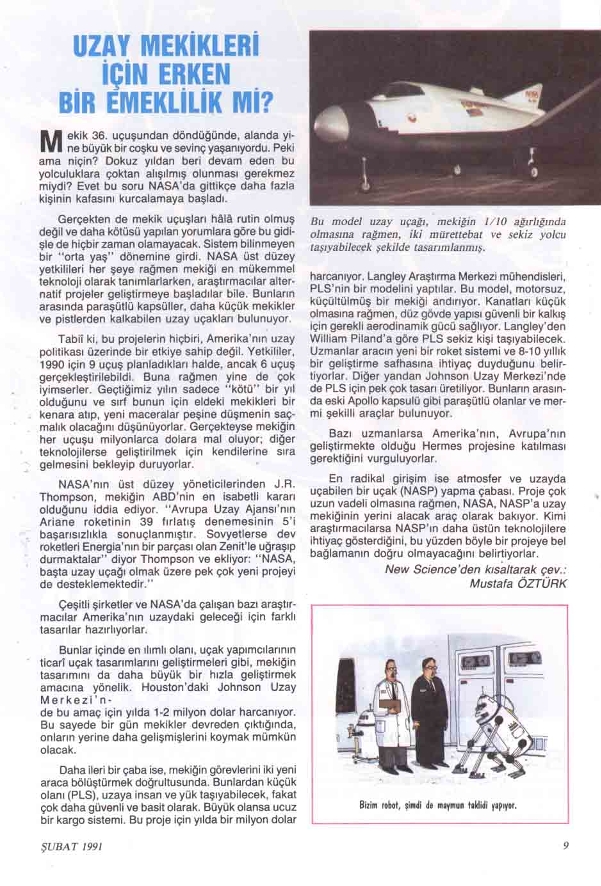 UZAY MEKİKLERİ
İÇİN ERKEN
BİR EMEKLİLİK Mİ?
Mekik 36. uçuşundan döndüğünde, alanda yi-
ne büyük bir coşku ve sevinç yaşanıyordu. Peki
ama niçin? Dokuz yıldan beri devam eden bu
yolculuklara çoktan alışılmış olunması gerekmez
miydi? Evet bu soru NASA'da gittikçe daha fazla
kişinin kafasını kurcalamaya başladı.
Gerçekten de mekik uçuşları hâlâ rutin olmuş
değil ve daha kötüsü yapılan yorumlara göre bu gidi-
şle de hiçbir zaman olamayacak. Sistem bilinmeyen
bir "orta yaş" dönemine girdi. NASA üst düzey
yetkilileri her şeye rağmen mekiği en mükemmel
teknoloji olarak tanımlarlarken, araştırmacılar alter-
natif projeler geliştirmeye başladılar bile. Bunların
arasında paraşütlü kapsüller, daha küçük mekikler
ve pistlerden kalkabilen uzay uçakları bulunuyor.
Tabiî ki, bu projelerin hiçbiri, Amerika'nın uzay
politikası üzerinde bir etkiye sahip değil. Yetkililer,
1990 için 9 uçuş planladıkları halde, ancak 6 uçuş
gerçekleştirilebildi. Buna rağmen yine de çok
iyimserler. Geçtiğimiz yılın sadece "kötü" bir yıl
olduğunu ve sırf bunun için eldeki mekikleri bir
kenara atıp, yeni maceralar peşine düşmenin saç-
malık olacağını düşünüyorlar. Gerçekteyse mekiğin
her uçuşu milyonlarca dolara mal oluyor; diğer
teknolojilerse geliştirilmek için kendilerine sıra
gelmesini bekleyip duruyorlar.
NASA'nın üst düzey yöneticilerinden J.R.
Thompson, mekiğin ABD'nin en isabetli kararı
olduğunu iddia ediyor. "Avrupa Uzay Ajansı'nın
Ariane roketinin 39 fırlatış denemesinin 5'i
başarısızlıkla sonuçlanmıştır. Sovyetlerse dev
roketleri Energia'nın bir parçası olan Zenit'le uğraşıp
durmaktalar" diyor Thompson ve ekliyor: "NASA,
başta uzay uçağı olmak üzere pek çok yeni projeyi
de desteklemektedir."
Çeşitli şirketler ve NASA'da çalışan bazı araştır-
macılar Amerika'nın uzaydaki geleceği için farklı
tasarılar hazırlıyorlar.
Bunlar içinde en ılımlı olanı, uçak yapımcılarının
ticarî uçak tasarımlarını geliştirmeleri gibi, mekiğin
tasarımını da daha büyük bir hızla geliştirmek
amacına yönelik. Houston'daki Johnson Uzay
Merkezi'n-
de bu amaç için yılda 1-2 milyon dolar harcanıyor.
Bu sayede bir gün mekikler devreden çıktığında,
onların yerine daha gelişmişlerini koymak mümkün
olacak.
Daha ileri bir çaba ise, mekiğin görevlerini iki yeni
araca bölüştürmek doğrultusunda. Bunlardan küçük
olanı (PLS), uzaya insan ve yük taşıyabilecek, fakat
çok daha güvenli ve basit olarak. Büyük olansa ucuz
bir kargo sistemi. Bu proje için yılda bir milyon dolar
Bu model uzay uçağı, mekiğin 1/10 ağırlığında
olmasına rağmen, iki mürettebat ve sekiz yolcu
taşıyabilecek şekilde tasarımlanmış.
harcanıyor. Langley Araştırma Merkezi mühendisleri,
PLS'nin bir modelini yaptılar. Bu model, motorsuz,
küçültülmüş bir mekiği andırıyor. Kanatları küçük
olmasına rağmen, düz gövde yapısı güvenli bir kalkış
için gerekli aerodinamik gücü sağlıyor. Langley'den
William Piland'a göre PLS sekiz kişi taşıyabilecek.
Uzmanlar aracın yeni bir roket sistemi ve 8-10 yıllık
bir geliştirme safhasına ihtiyaç duyduğunu belir-
tiyorlar. Diğer yandan Johnson Uzay Merkezi'nde
de PLS için pek çok tasarı üretiliyor. Bunların arasın-
da eski Apollo kapsulü gibi paraşütlü olanlar ve mer-
mi şekilli araçlar bulunuyor.
Bazı uzmanlarsa Amerika'nın, Avrupa'nın
geliştirmekte olduğu Hermes projesine katılması
gerektiğini vurguluyorlar.
En radikal girişim ise atmosfer ve uzayda
uçabilen bir uçak (NASP) yapma çabası. Proje çok
uzun vadeli olmasına rağmen, NASA, NASP'a uzay
mekiğinin yerini alacak araç olarak bakıyor. Kimi
araştırmacılarsa NASP'ın daha üstün teknolojilere
ihtiyaç gösterdiğini, bu yüzden böyle bir projeye bel
bağlamanın doğru olmayacağını belirtiyorlar.
New Science'den kısaltarak çev.:
Mustafa ÖZTÜRK
Bizim robot, şimdi de maymun taklidi yapıyor.
ŞUBAT 1991
9